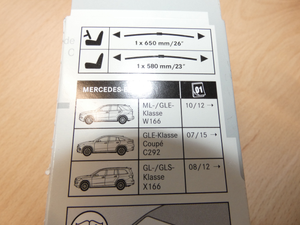 1 x 650 mm/26"
1 x 580 mm/23"
MERCEDES-B
01
ML-/GLE- 10/12 →
Klasse
W166
GLE-Klasse 07/15 →
Coupé
C292
GL-/GLS- 08/12 →
Klasse
X166